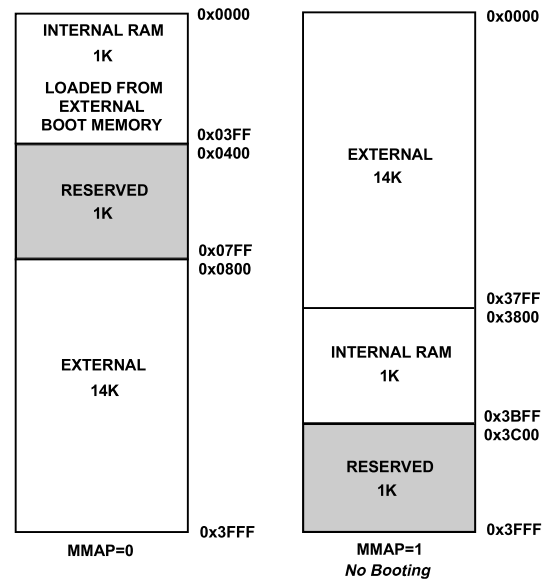 0x0000
INTERNAL RAM
1K
LOADED FROM
EXTERNAL
BOOT MEMORY
0x03FF
0x0400
RESERVED
1K
0x07FF
0x0800
EXTERNAL
14K
0x3FFF
MMAP=0
0x0000
EXTERNAL
14K
0x37FF
0x3800
INTERNAL RAM
1K
0x3BFF
0x3C00
RESERVED
1K
0x3FFF
MMAP=1
No Booting